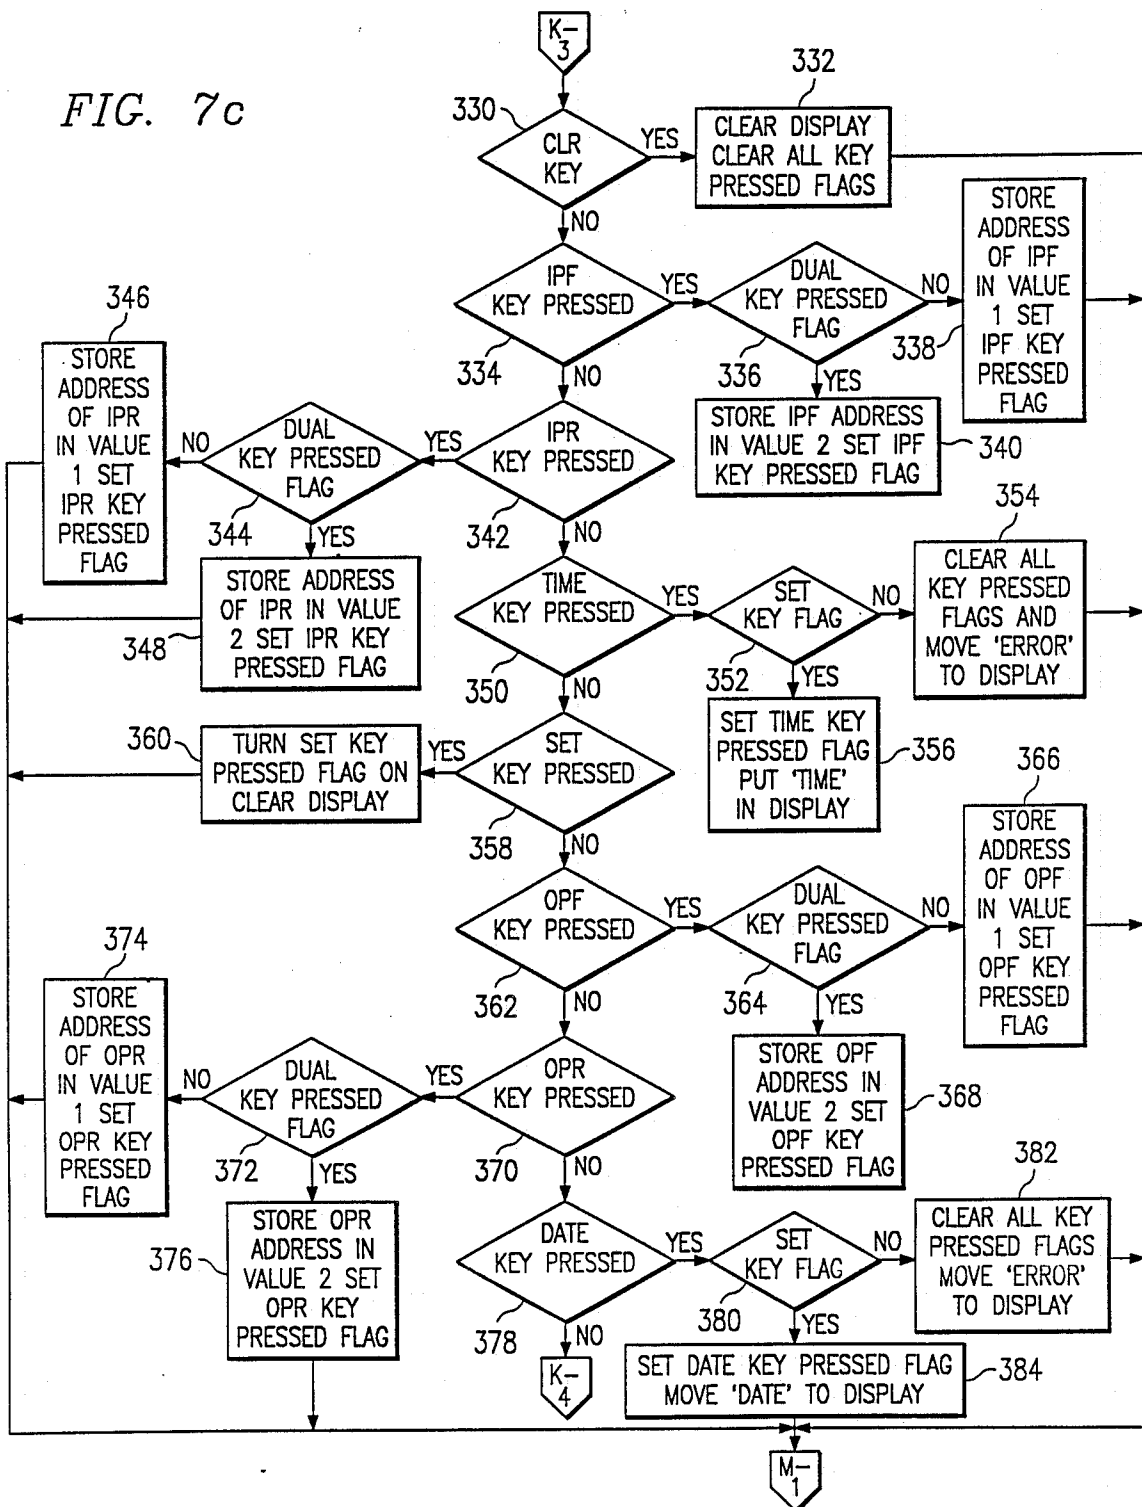 K-
3
FIG. 7c
330
CLR
KEY
YES
NO
332
CLEAR DISPLAY
CLEAR ALL KEY
PRESSED FLAGS
IPF
KEY PRESSED
334
YES
NO
DUAL
KEY PRESSED
FLAG
336
NO
YES
STORE
ADDRESS
OF IPF
IN VALUE
1 SET
IPF KEY
PRESSED
FLAG
338
STORE IPF ADDRESS
IN VALUE 2 SET IPF
KEY PRESSED FLAG
340
IPR
KEY PRESSED
342
YES
NO
DUAL
KEY PRESSED
FLAG
344
NO
YES
346
STORE
ADDRESS
OF IPR
IN VALUE
1 SET
IPR KEY
PRESSED
FLAG
STORE ADDRESS
OF IPR IN VALUE
2 SET IPR KEY
PRESSED FLAG
348
TIME
KEY PRESSED
350
YES
NO
SET
KEY FLAG
352
NO
YES
354
CLEAR ALL
KEY PRESSED
FLAGS AND
MOVE 'ERROR'
TO DISPLAY
SET TIME KEY
PRESSED FLAG
PUT 'TIME'
IN DISPLAY
356
SET
KEY PRESSED
358
YES
NO
360
TURN SET KEY
PRESSED FLAG ON
CLEAR DISPLAY
OPF
KEY PRESSED
362
YES
NO
DUAL
KEY PRESSED
FLAG
364
NO
YES
366
STORE
ADDRESS
OF OPF
IN VALUE
1 SET
OPF KEY
PRESSED
FLAG
STORE OPF
ADDRESS IN
VALUE 2 SET
OPF KEY
PRESSED FLAG
368
OPR
KEY PRESSED
370
YES
NO
DUAL
KEY PRESSED
FLAG
372
NO
YES
374
STORE
ADDRESS
OF OPR
IN VALUE
1 SET
OPR KEY
PRESSED
FLAG
STORE OPR
ADDRESS IN
VALUE 2 SET
OPR KEY
PRESSED FLAG
376
DATE
KEY PRESSED
378
YES
NO
SET
KEY FLAG
380
NO
YES
382
CLEAR ALL KEY
PRESSED FLAGS
MOVE 'ERROR'
TO DISPLAY
SET DATE KEY PRESSED FLAG
MOVE 'DATE' TO DISPLAY
384
K-
4
M-
1